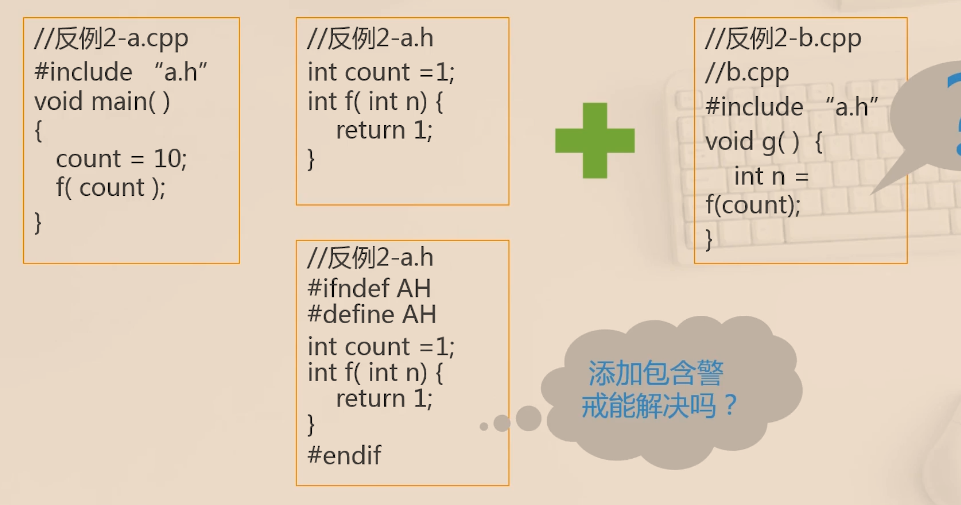 //反例2-a.cpp
#include “a.h”
void main( )
{
count = 10;
f( count );
}
//反例2-a.h
int count =1;
int f( int n) {
return 1;
}
//反例2-b.cpp
//b.cpp
#include “a.h”
void g( ) {
int n =
f(count);
}
//反例2-a.h
#ifndef AH
#define AH
int count =1;
int f( int n) {
return 1;
}
#endif
添加包含警
戒能解决吗？